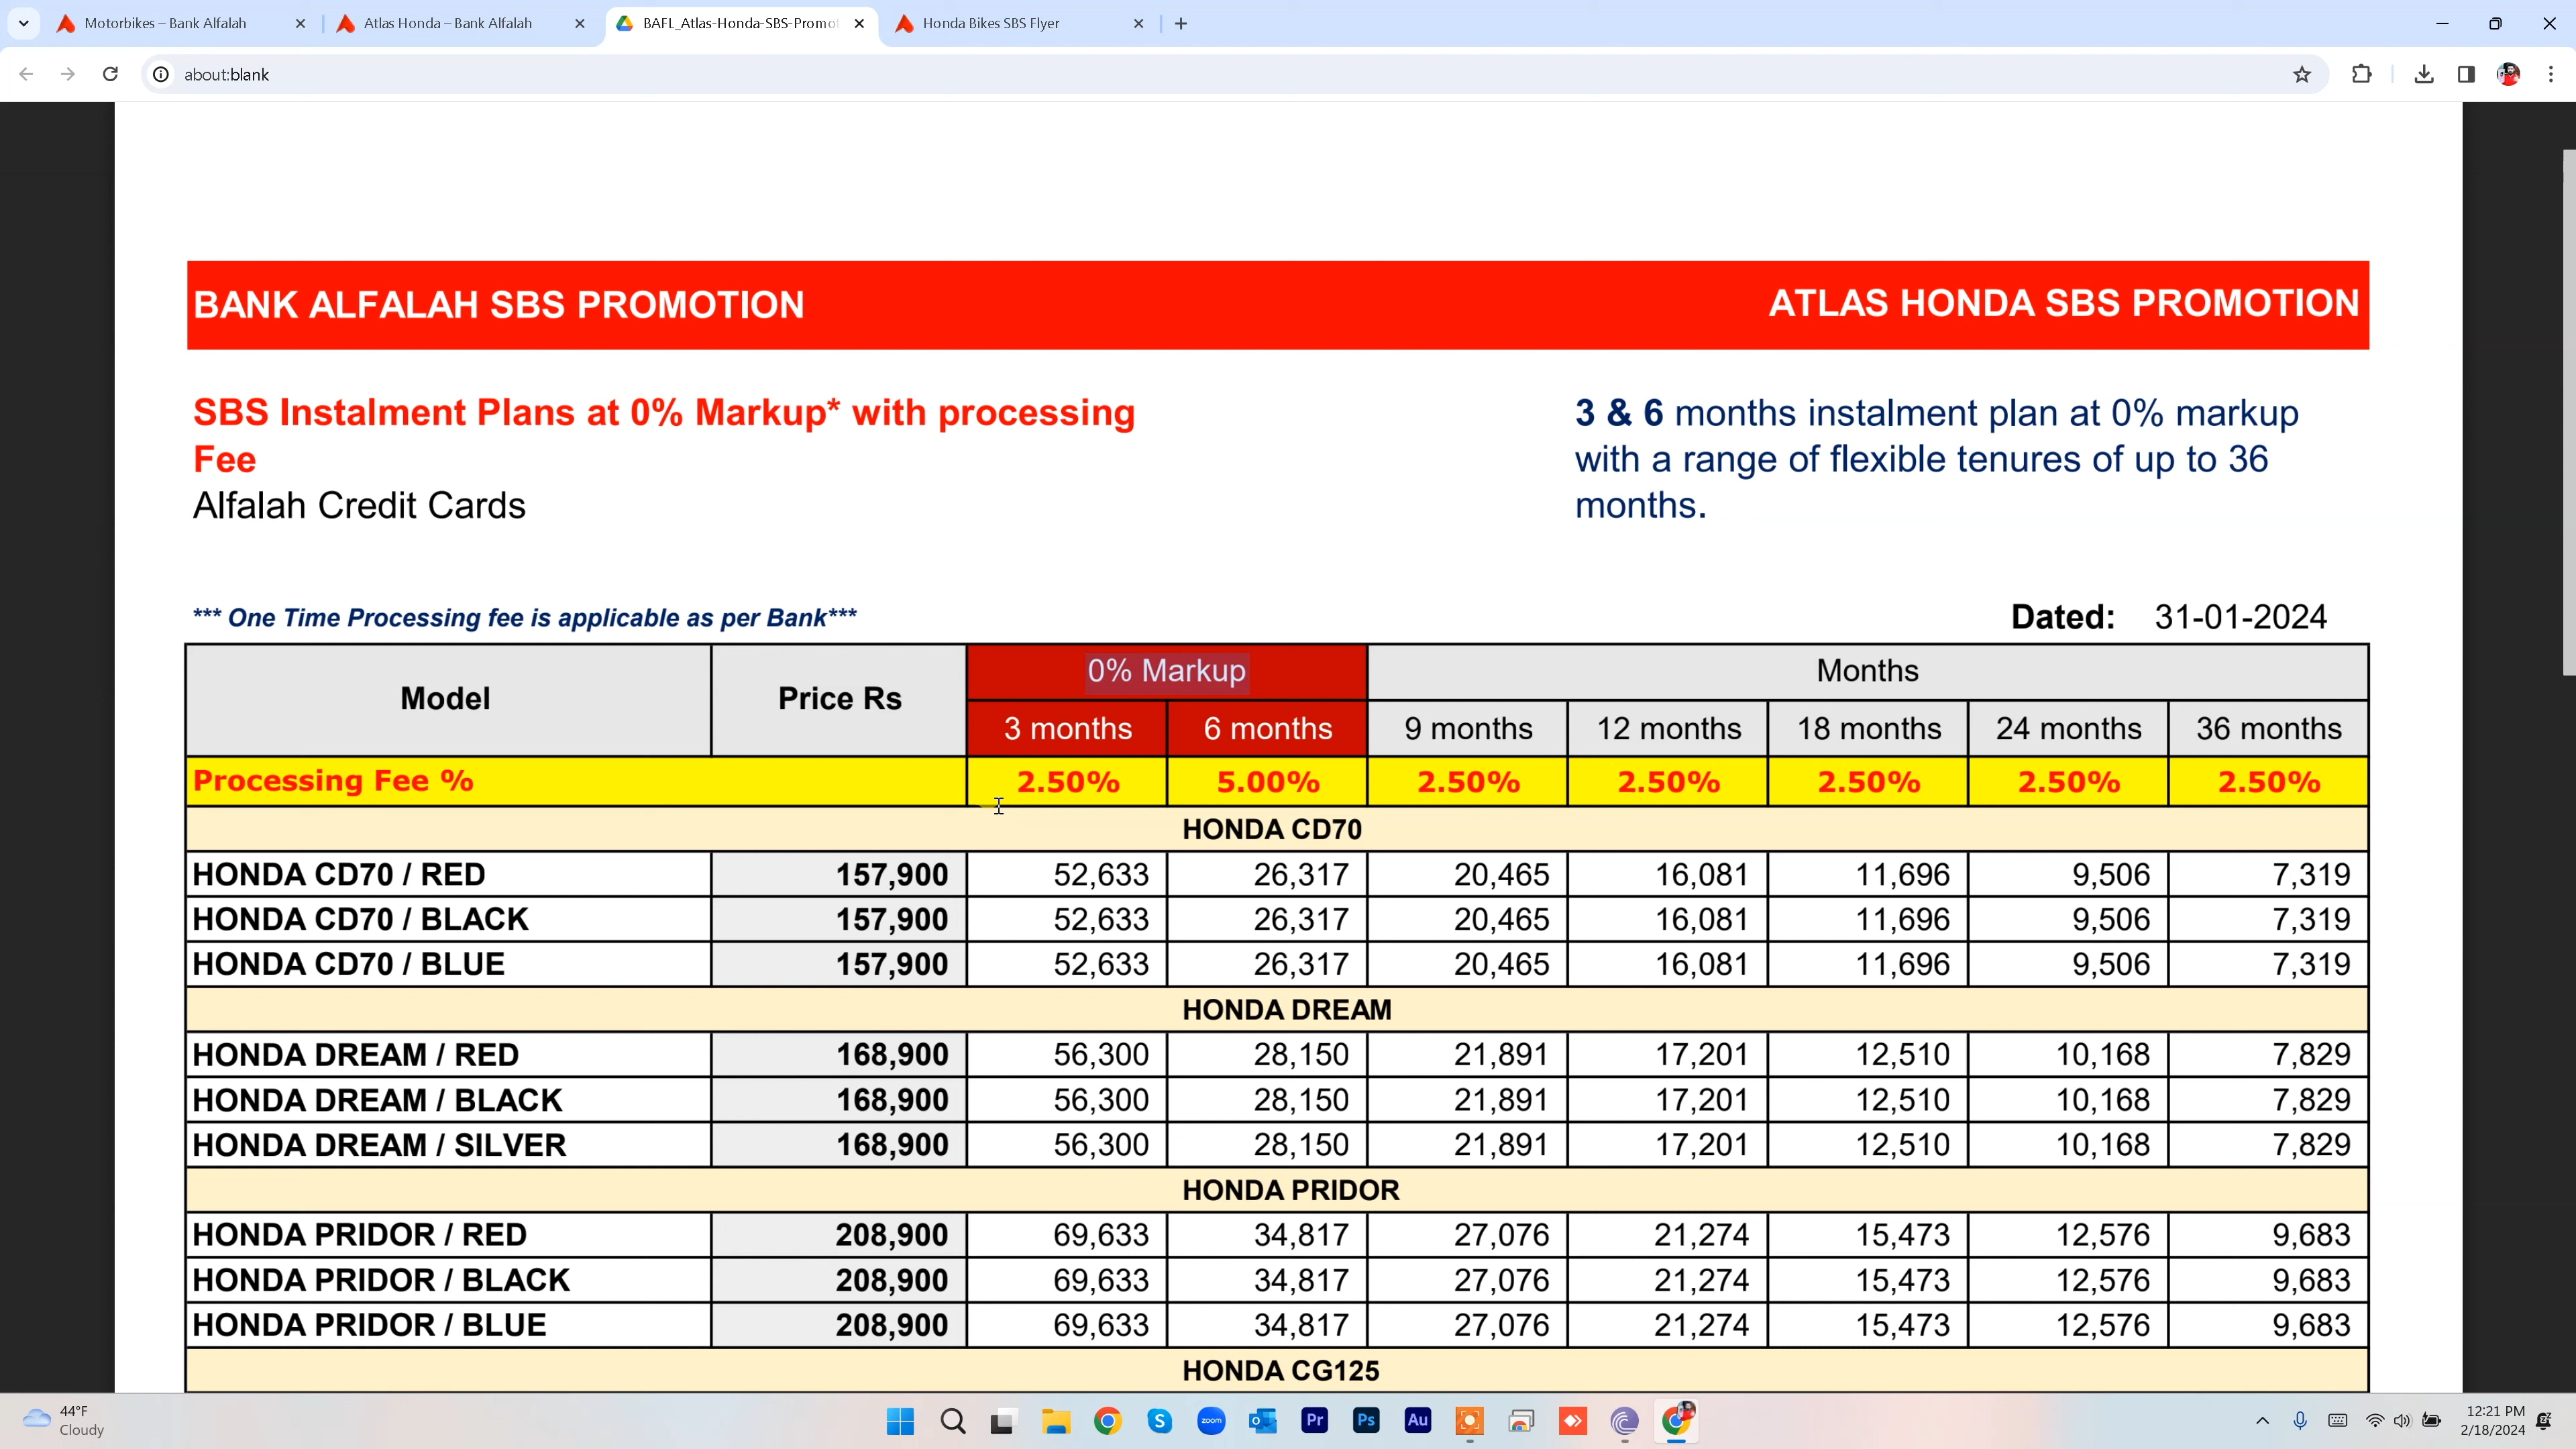 Motorbikes – Bank Alfalah
Atlas Honda – Bank Alfalah
BAFL_Atlas-Honda-SBS-Promot
Honda Bikes SBS Flyer
about:blank
BANK ALFALAH SBS PROMOTION
ATLAS HONDA SBS PROMOTION
SBS Instalment Plans at 0% Markup* with processing
Fee
Alfalah Credit Cards
3 & 6 months instalment plan at 0% markup
with a range of flexible tenures of up to 36
months.
*** One Time Processing fee is applicable as per Bank***
Dated: 31-01-2024
Model Price Rs 0% Markup Months
3 months 6 months 9 months 12 months 18 months 24 months 36 months
Processing Fee % 2.50% 5.00% 2.50% 2.50% 2.50% 2.50% 2.50%
HONDA CD70
HONDA CD70 / RED 157,900 52,633 26,317 20,465 16,081 11,696 9,506 7,319
HONDA CD70 / BLACK 157,900 52,633 26,317 20,465 16,081 11,696 9,506 7,319
HONDA CD70 / BLUE 157,900 52,633 26,317 20,465 16,081 11,696 9,506 7,319
HONDA DREAM
HONDA DREAM / RED 168,900 56,300 28,150 21,891 17,201 12,510 10,168 7,829
HONDA DREAM / BLACK 168,900 56,300 28,150 21,891 17,201 12,510 10,168 7,829
HONDA DREAM / SILVER 168,900 56,300 28,150 21,891 17,201 12,510 10,168 7,829
HONDA PRIDOR
HONDA PRIDOR / RED 208,900 69,633 34,817 27,076 21,274 15,473 12,576 9,683
HONDA PRIDOR / BLACK 208,900 69,633 34,817 27,076 21,274 15,473 12,576 9,683
HONDA PRIDOR / BLUE 208,900 69,633 34,817 27,076 21,274 15,473 12,576 9,683
HONDA CG125
44°F
Cloudy
S
zoom
Pr
Ps
Au
12:21 PM
2/18/2024